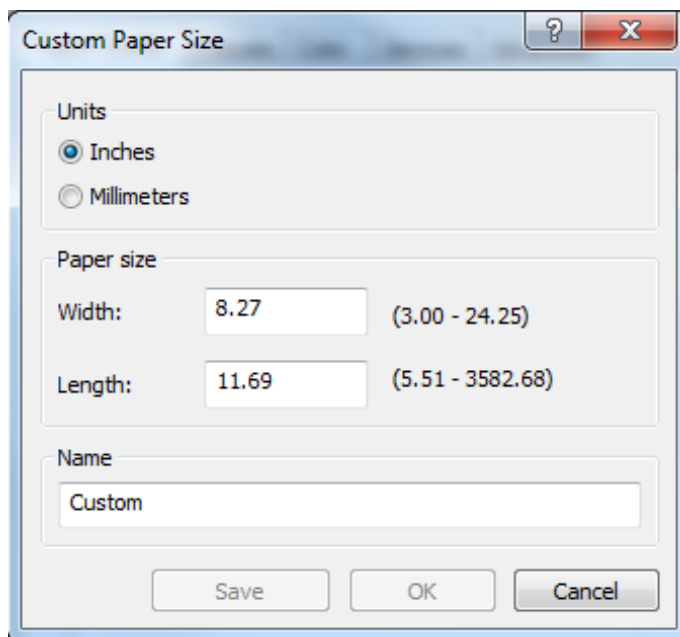 Custom Paper Size
?
X
Units
Inches
Millimeters
Paper size
Width: 8.27 (3.00 - 24.25)
Length: 11.69 (5.51 - 3582.68)
Name
Custom
Save OK Cancel